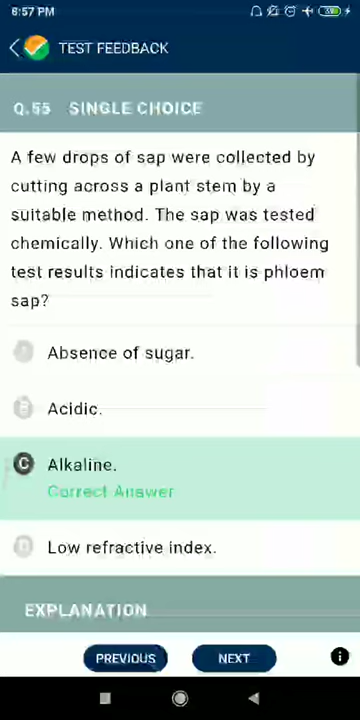 6:57 PM
TEST FEEDBACK
Q.55 SINGLE CHOICE
A few drops of sap were collected by
cutting across a plant stem by a
suitable method. The sap was tested
chemically. Which one of the following
test results indicates that it is phloem
sap?
Absence of sugar.
B Acidic.
C Alkaline.
Correct Answer
Low refractive index.
EXPLANATION
PREVIOUS NEXT